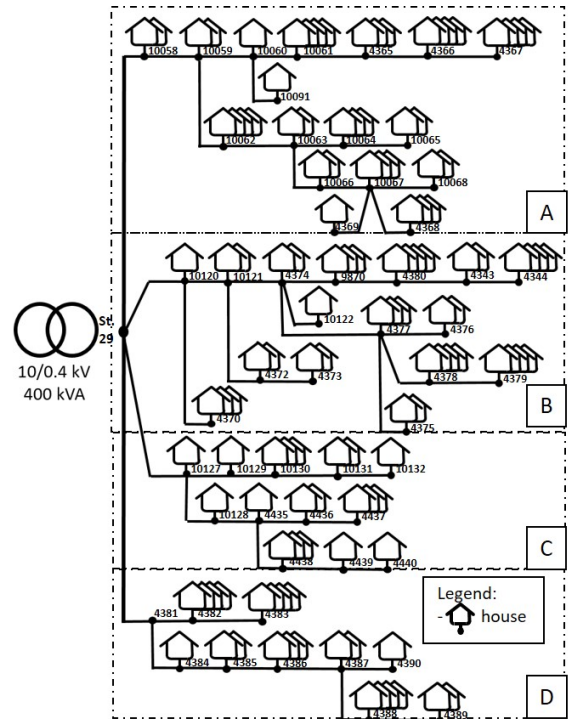 10058 10059 10060 10061 4365 4366 4367
10091
10062 10063 10064 10065
10066 10067 10068
4369 4368
A
10120 10121 4374 9870 4380 4343 4344
10122 4377 4376
St.
29
10/0.4 kV
400 kVA
4372 4373 4378 4379
4370 4375
B
10127 10129 10130 10131 10132
10128 4435 4436 4437
4438 4439 4440
C
4381 4382 4383
Legend:
- house
4384 4385 4386 4387 4390
4388 4389
D